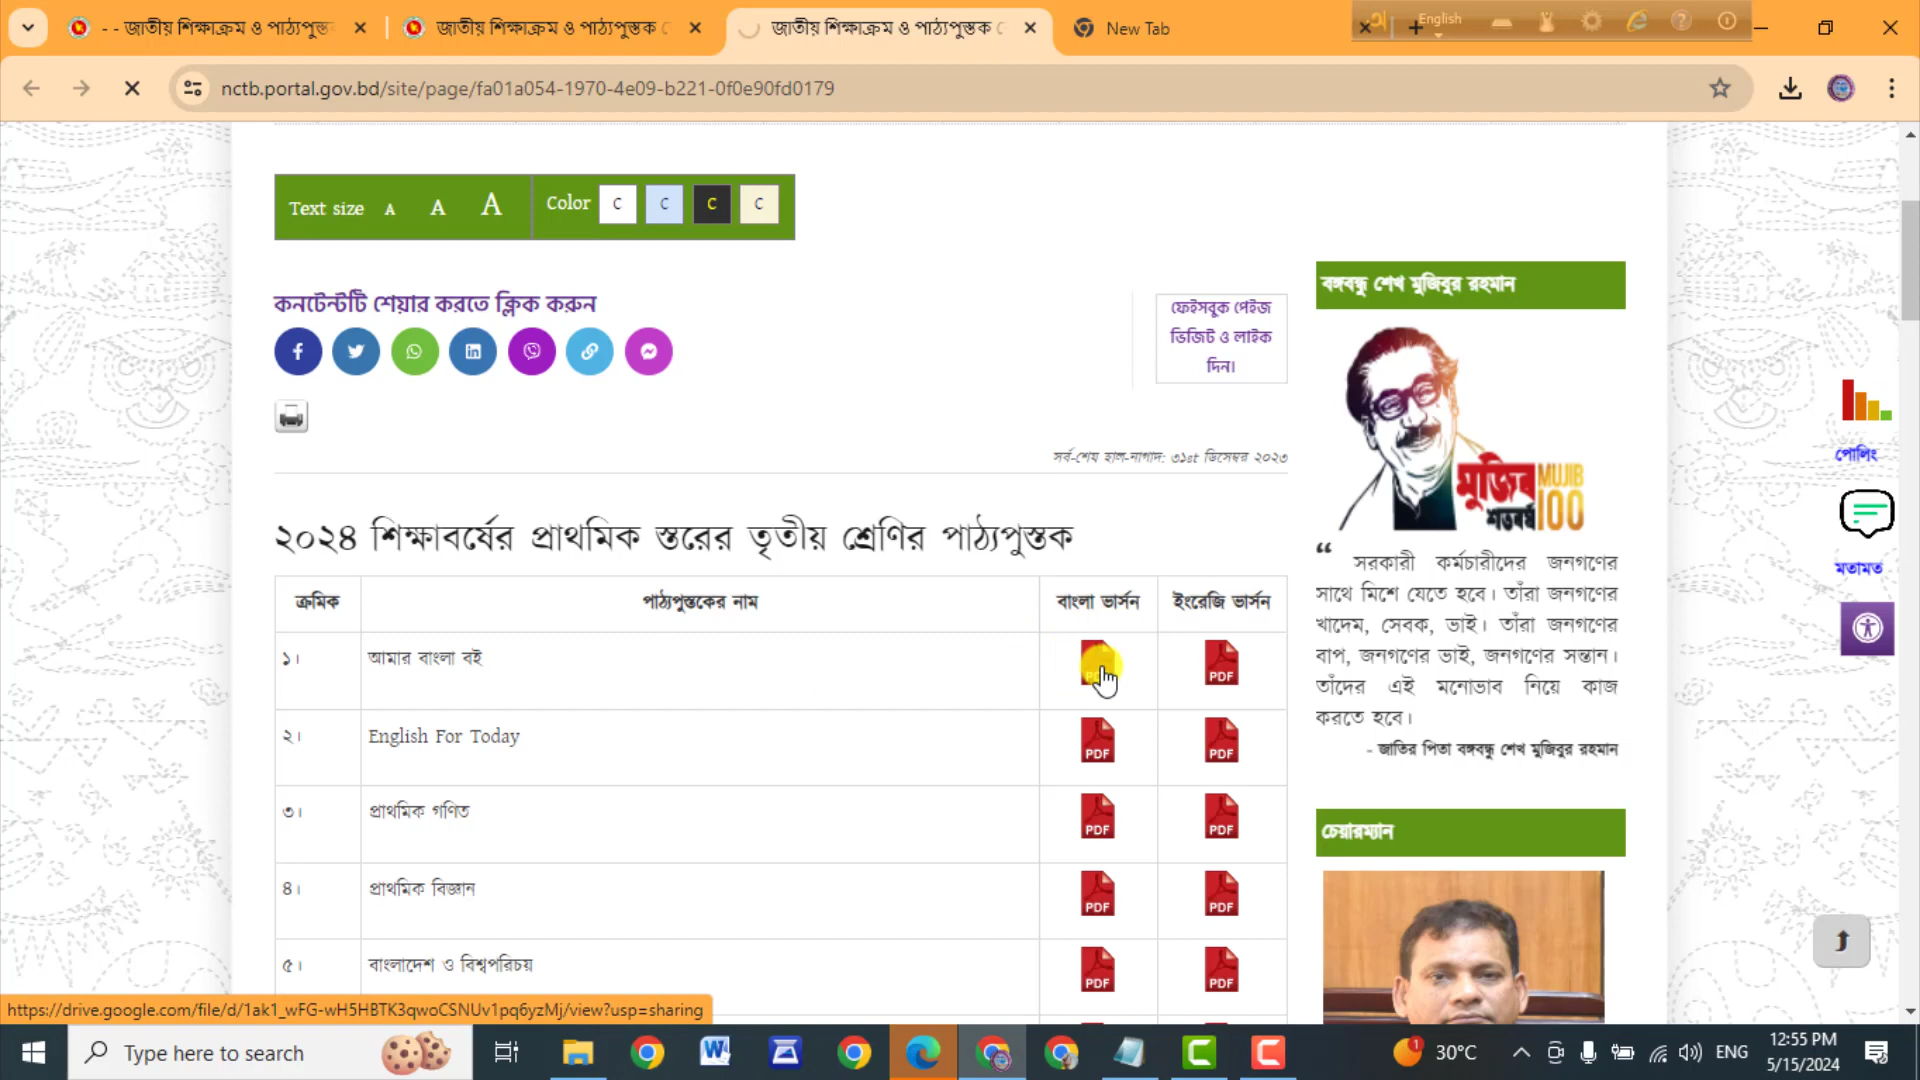 - - জাতীয় শিক্ষাক্রম ও পাঠ্যপুস্ত
জাতীয় শিক্ষাক্রম ও পাঠ্যপুস্তক
জাতীয় শিক্ষাক্রম ও পাঠ্যপুস্তক
New Tab
English
nctb.portal.gov.bd/site/page/fa01a054-1970-4e09-b221-0f0e90fd0179
Text size A A A Color C C C C
কনটেন্টটি শেয়ার করতে ক্লিক করুন
ফেইসবুক পেইজ
ভিজিট ও লাইক
দিন।
সর্ব-শেষ হাল-নাগাদ: ৩১st ডিসেম্বর ২০২৩
২০২৪ শিক্ষাবর্ষের প্রাথমিক স্তরের তৃতীয় শ্রেণির পাঠ্যপুস্তক
ক্রমিক পাঠ্যপুস্তকের নাম বাংলা ভার্সন ইংরেজি ভার্সন
১। আমার বাংলা বই PDF
২। English For Today PDF PDF
৩। প্রাথমিক গণিত PDF PDF
৪। প্রাথমিক বিজ্ঞান PDF PDF
৫। বাংলাদেশ ও বিশ্বপরিচয় PDF PDF
বঙ্গবন্ধু শেখ মুজিবুর রহমান
মুজিব MUJIB
শতবর্ষ 100
“ সরকারী কর্মচারীদের জনগণের
সাথে মিশে যেতে হবে। তাঁরা জনগণের
খাদেম, সেবক, ভাই। তাঁরা জনগণের
বাপ, জনগণের ভাই, জনগণের সন্তান।
তাঁদের এই মনোভাব নিয়ে কাজ
করতে হবে।
- জাতির পিতা বঙ্গবন্ধু শেখ মুজিবুর রহমান
চেয়ারম্যান
পোলিং
মতামত
https://drive.google.com/file/d/1ak1_wFG-wH5HBTK3qwoCSNUv1pq6yzMj/view?usp=sharing
Type here to search
1 30°C
ENG
12:55 PM
5/15/2024